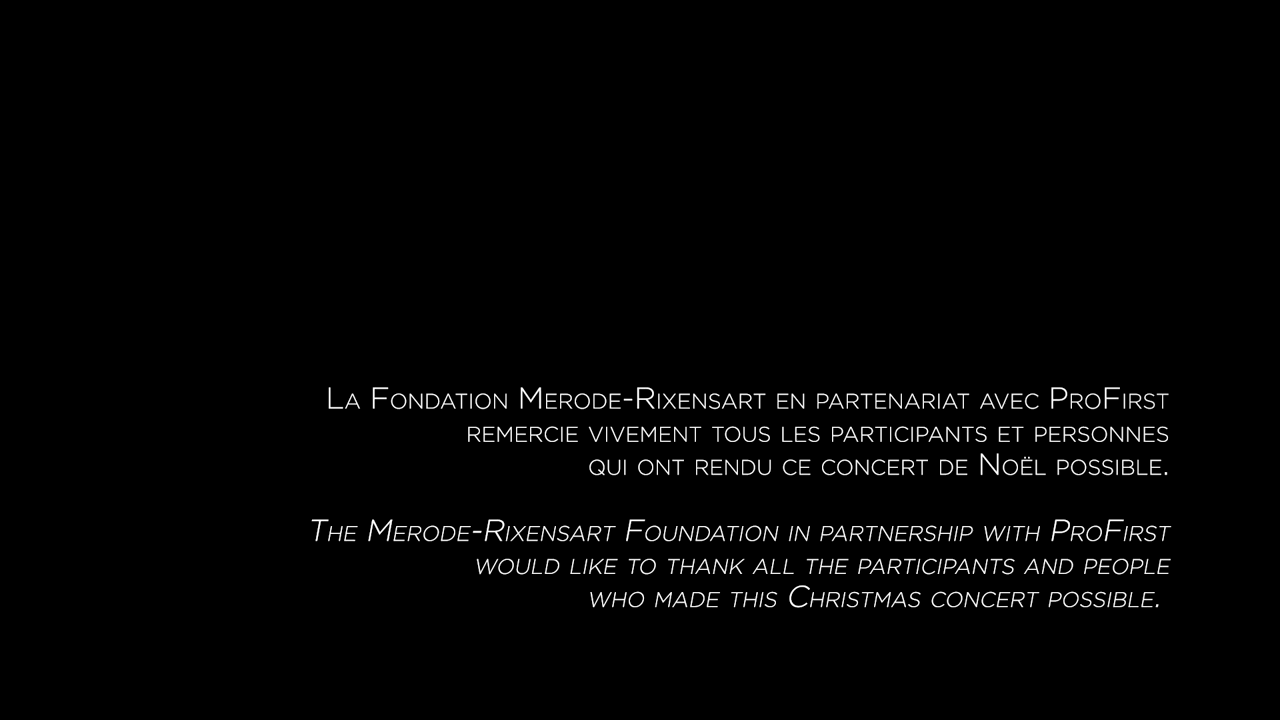 La Fondation Merode-Rixensart en partenariat avec ProFirst
remercie vivement tous les participants et personnes
qui ont rendu ce concert de Noël possible.
The Merode-Rixensart Foundation in partnership with ProFirst
would like to thank all the participants and people
who made this Christmas concert possible.